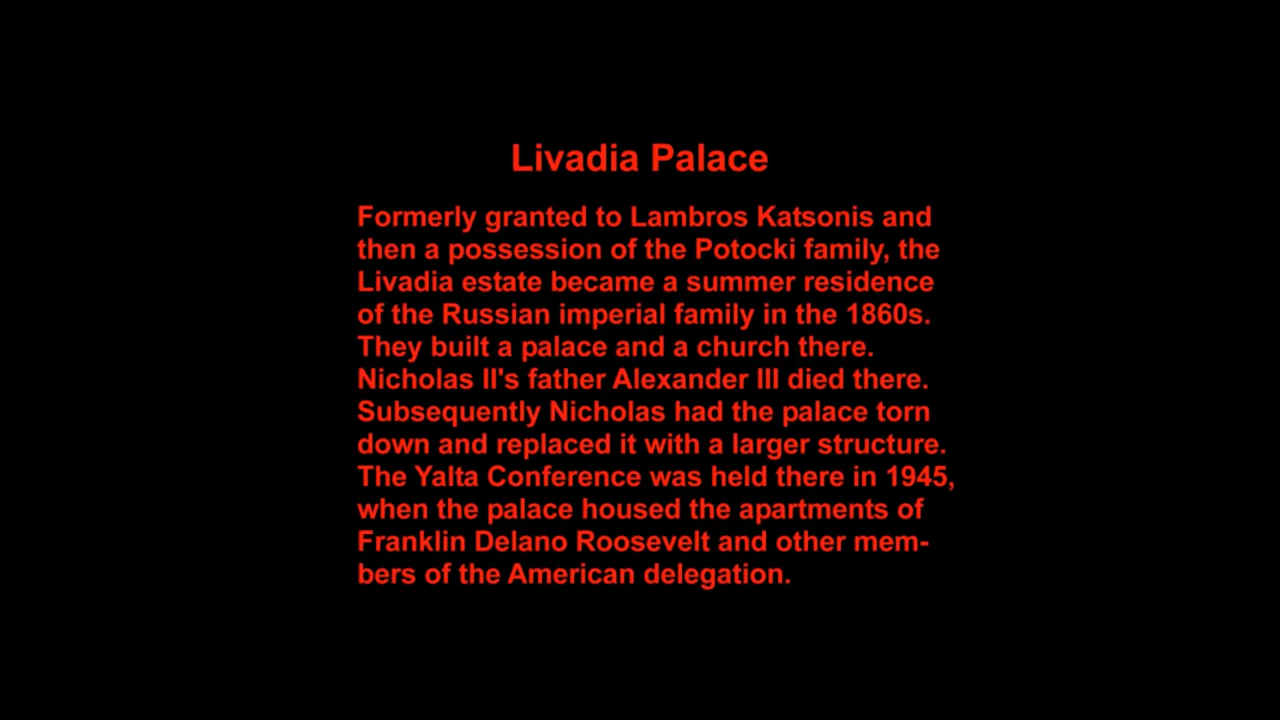 Livadia Palace
Formerly granted to Lambros Katsonis and
then a possession of the Potocki family, the
Livadia estate became a summer residence
of the Russian imperial family in the 1860s.
They built a palace and a church there.
Nicholas II's father Alexander III died there.
Subsequently Nicholas had the palace torn
down and replaced it with a larger structure.
The Yalta Conference was held there in 1945,
when the palace housed the apartments of
Franklin Delano Roosevelt and other mem-
bers of the American delegation.